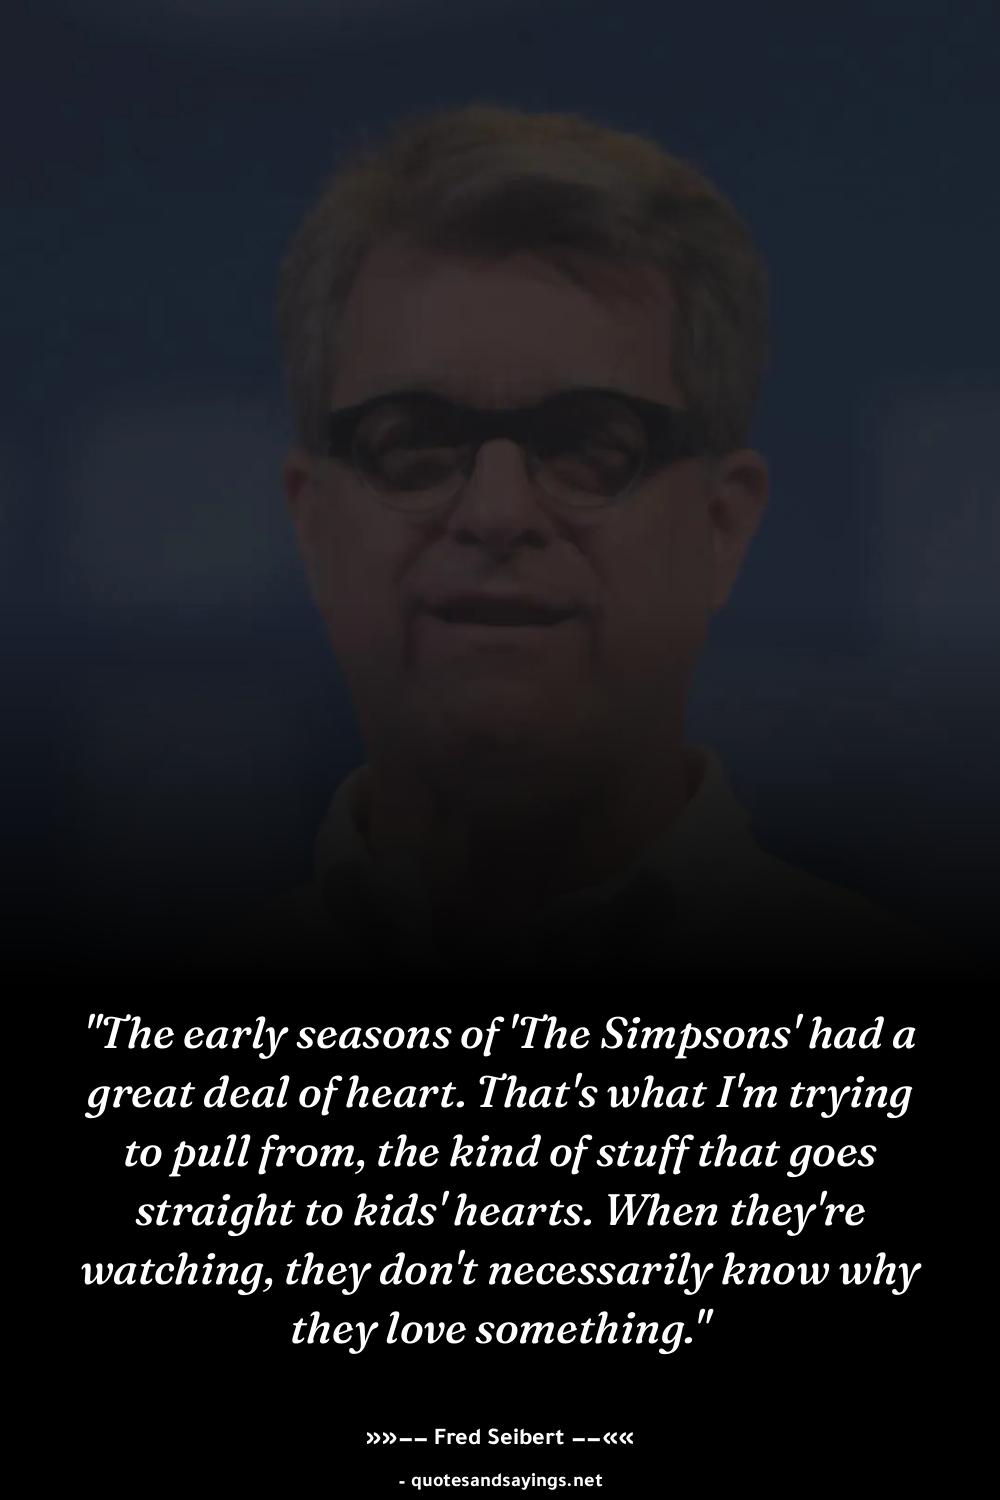 "The early seasons of 'The Simpsons' had a
great deal of heart. That's what I'm trying
to pull from, the kind of stuff that goes
straight to kids' hearts. When they're
watching, they don't necessarily know why
they love something."
»»–– Fred Seibert ––««
- quotesandsayings.net